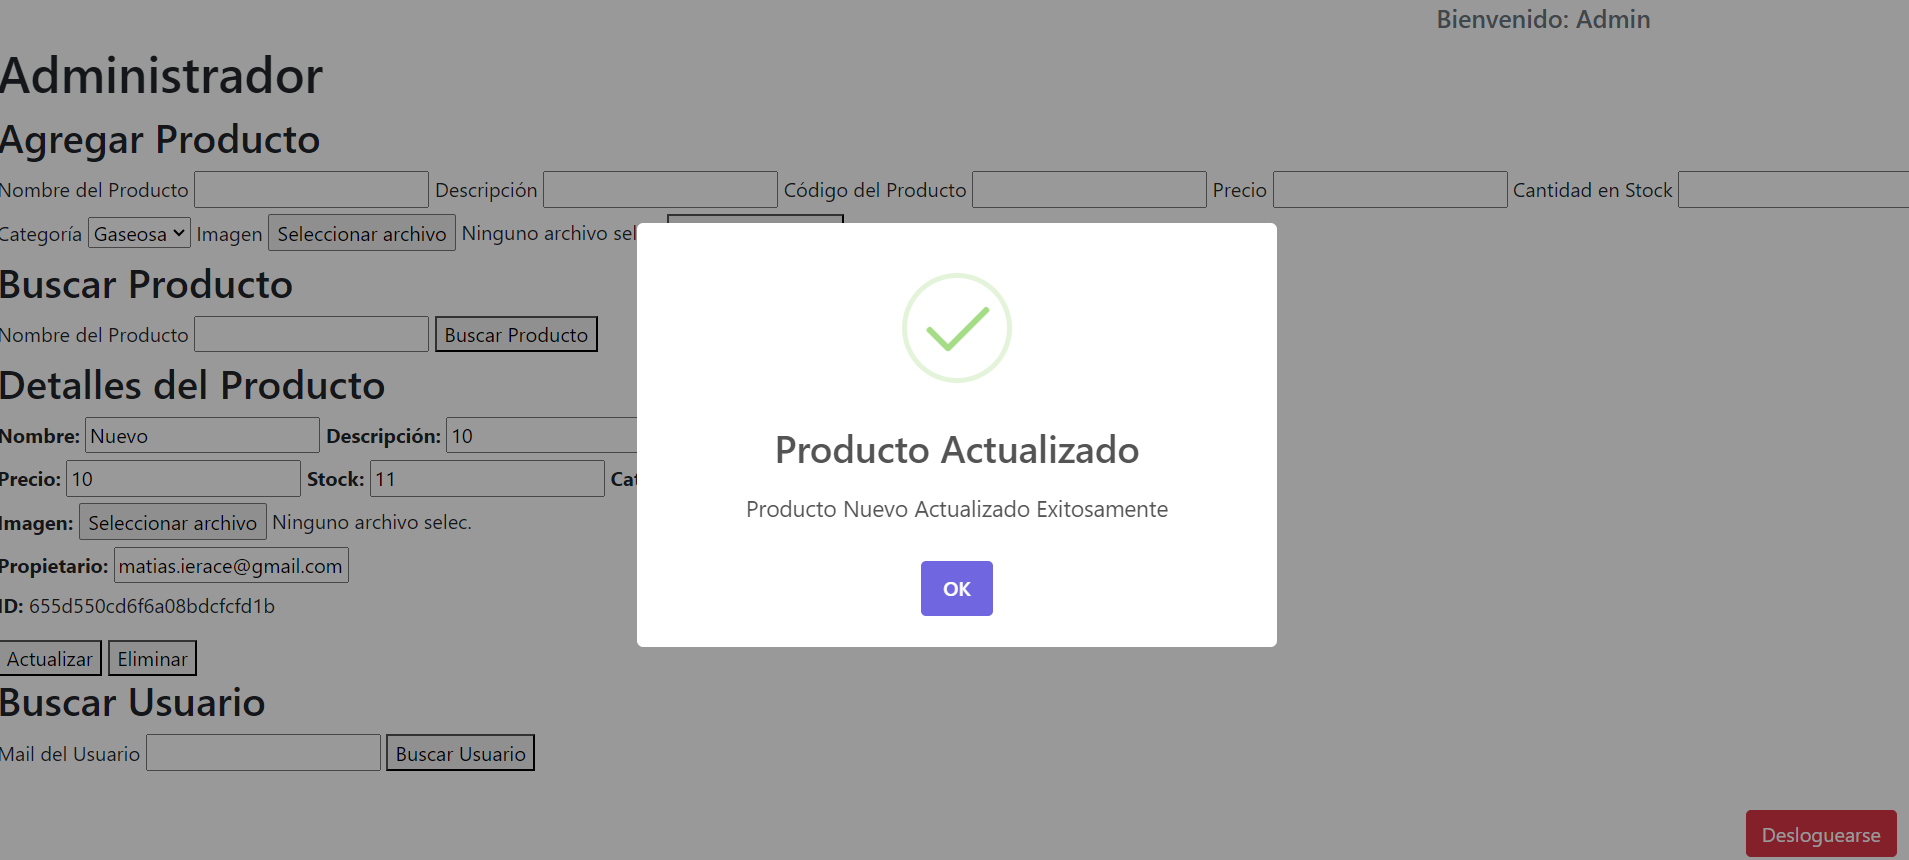 Bienvenido: Admin
Administrador
Agregar Producto
Nombre del Producto Descripción Código del Producto Precio Cantidad en Stock
Categoría Gaseosa Imagen Seleccionar archivo Ninguno archivo sel
Buscar Producto
Nombre del Producto Buscar Producto
Detalles del Producto
Nombre: Nuevo Descripción: 10
Precio: 10 Stock: 11
Imagen: Seleccionar archivo Ninguno archivo selec.
Propietario: matias.ierace@gmail.com
ID: 655d550cd6f6a08bdcfcfd1b
Actualizar Eliminar
Buscar Usuario
Mail del Usuario Buscar Usuario
Producto Actualizado
Producto Nuevo Actualizado Exitosamente
OK
Desloguearse